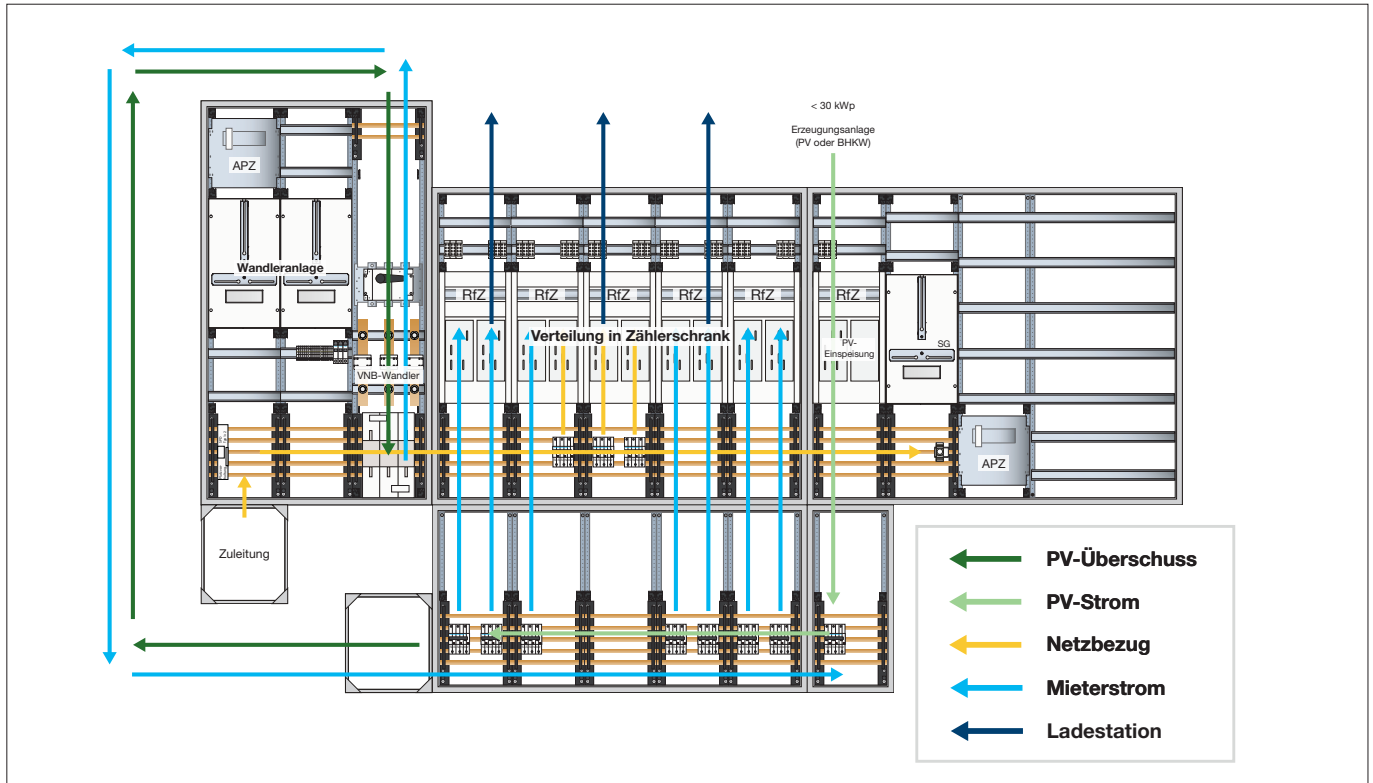 < 30 kWp
Erzeugungsanlage
(PV oder BHKW)
APZ
Wandleranlage
RfZ
RfZ
RfZ
RfZ
RfZ
RfZ
Verteilung in Zählerschrank
PV-
Einspeisung
SG
VNB-Wandler
APZ
Zuleitung
PV-Überschuss
PV-Strom
Netzbezug
Mieterstrom
Ladestation